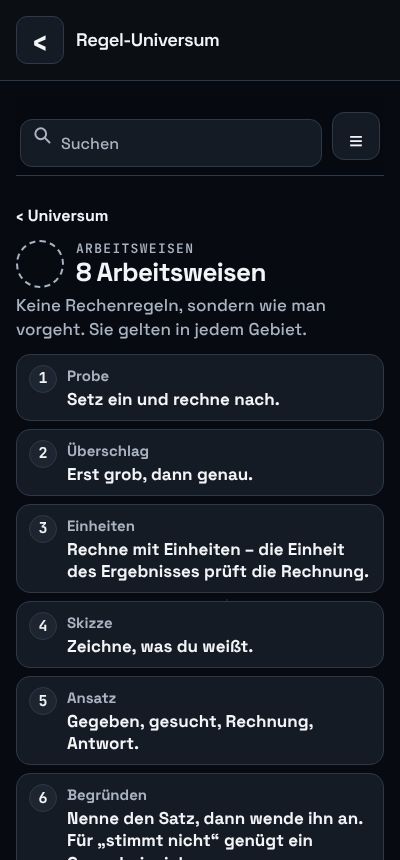 <
Regel-Universum
Suchen
≡
< Universum
ARBEITSWEISEN
8 Arbeitsweisen
Keine Rechenregeln, sondern wie man
vorgeht. Sie gelten in jedem Gebiet.
1 Probe
Setz ein und rechne nach.
2 Überschlag
Erst grob, dann genau.
3 Einheiten
Rechne mit Einheiten – die Einheit
des Ergebnisses prüft die Rechnung.
4 Skizze
Zeichne, was du weißt.
5 Ansatz
Gegeben, gesucht, Rechnung,
Antwort.
6 Begründen
Nenne den Satz, dann wende ihn an.
Für „stimmt nicht“ genügt ein